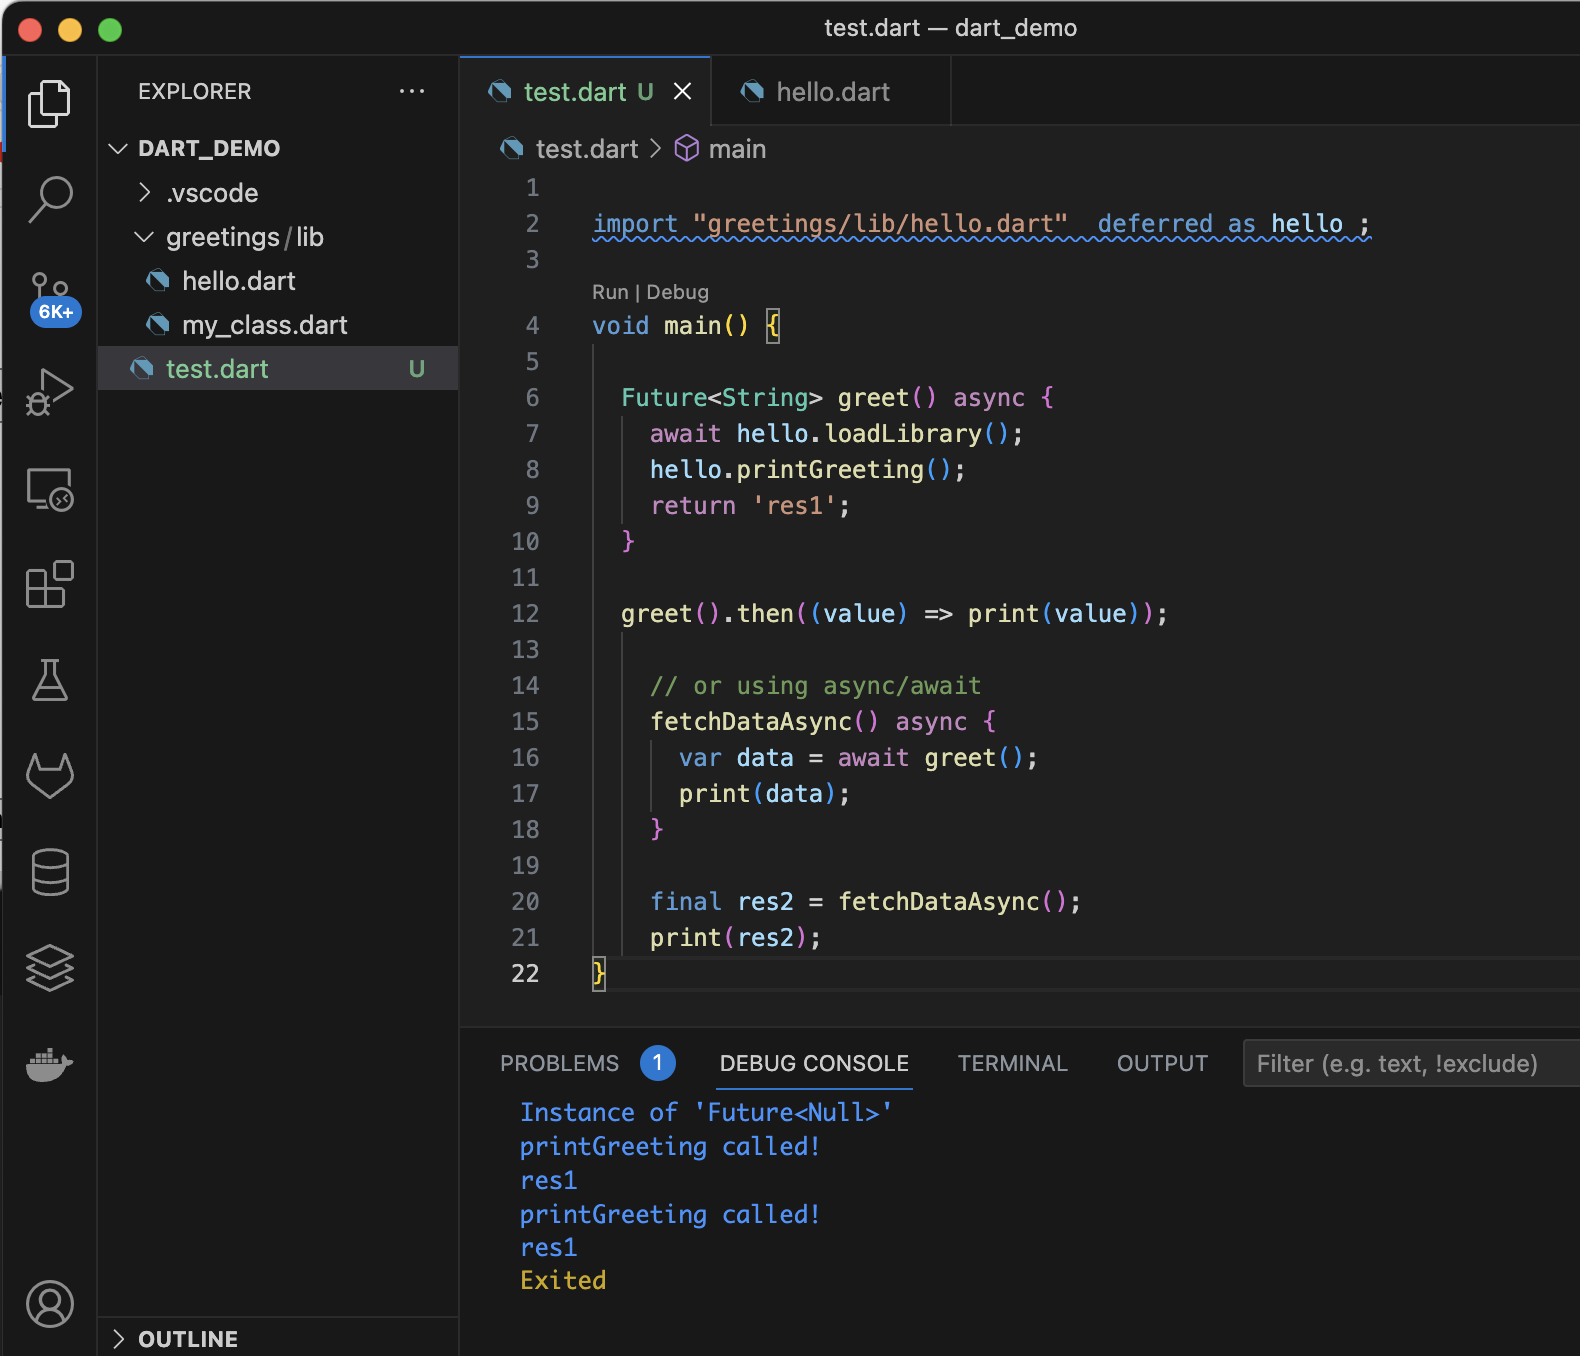 test.dart — dart_demo
EXPLORER
DART_DEMO
.vscode
greetings/lib
hello.dart
my_class.dart
test.dart U
6K+
OUTLINE
test.dart U
hello.dart
test.dart > main
1
2 import "greetings/lib/hello.dart"  deferred as hello ;
3
Run | Debug
4 void main() {
5
6   Future<String> greet() async {
7     await hello.loadLibrary();
8     hello.printGreeting();
9     return 'res1';
10   }
11
12   greet().then((value) => print(value));
13
14     // or using async/await
15     fetchDataAsync() async {
16       var data = await greet();
17       print(data);
18     }
19
20     final res2 = fetchDataAsync();
21     print(res2);
22 }
PROBLEMS 1 DEBUG CONSOLE TERMINAL OUTPUT Filter (e.g. text, !exclude)
Instance of 'Future<Null>'
printGreeting called!
res1
printGreeting called!
res1
Exited